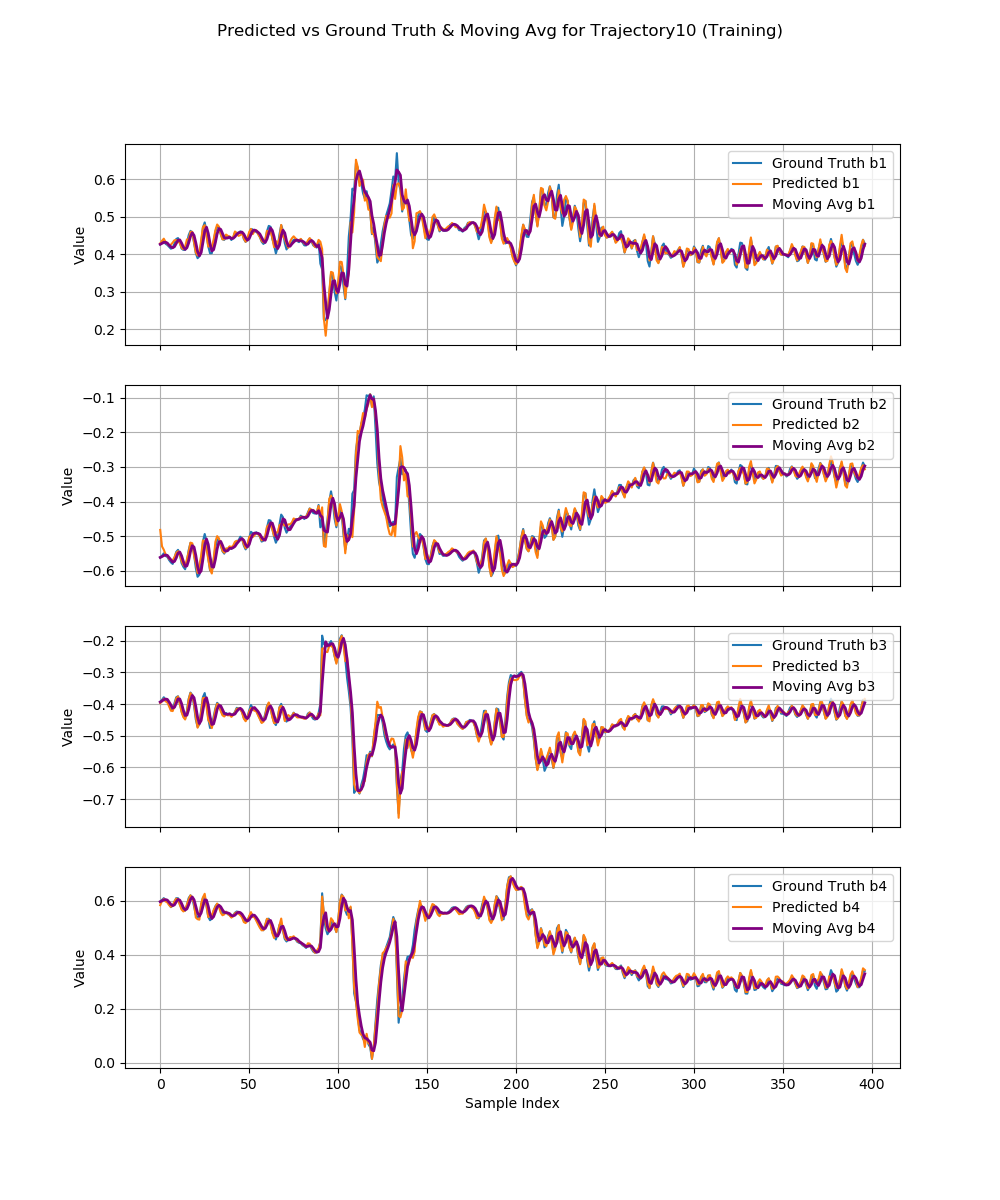 Predicted vs Ground Truth & Moving Avg for Trajectory10 (Training)
0.6
0.5
0.4
0.3
0.2
Value
Ground Truth b1
Predicted b1
Moving Avg b1
−0.1
−0.2
−0.3
−0.4
−0.5
−0.6
Value
Ground Truth b2
Predicted b2
Moving Avg b2
−0.2
−0.3
−0.4
−0.5
−0.6
−0.7
Value
Ground Truth b3
Predicted b3
Moving Avg b3
0.6
0.4
0.2
0.0
Value
Ground Truth b4
Predicted b4
Moving Avg b4
0 50 100 150 200 250 300 350 400
Sample Index